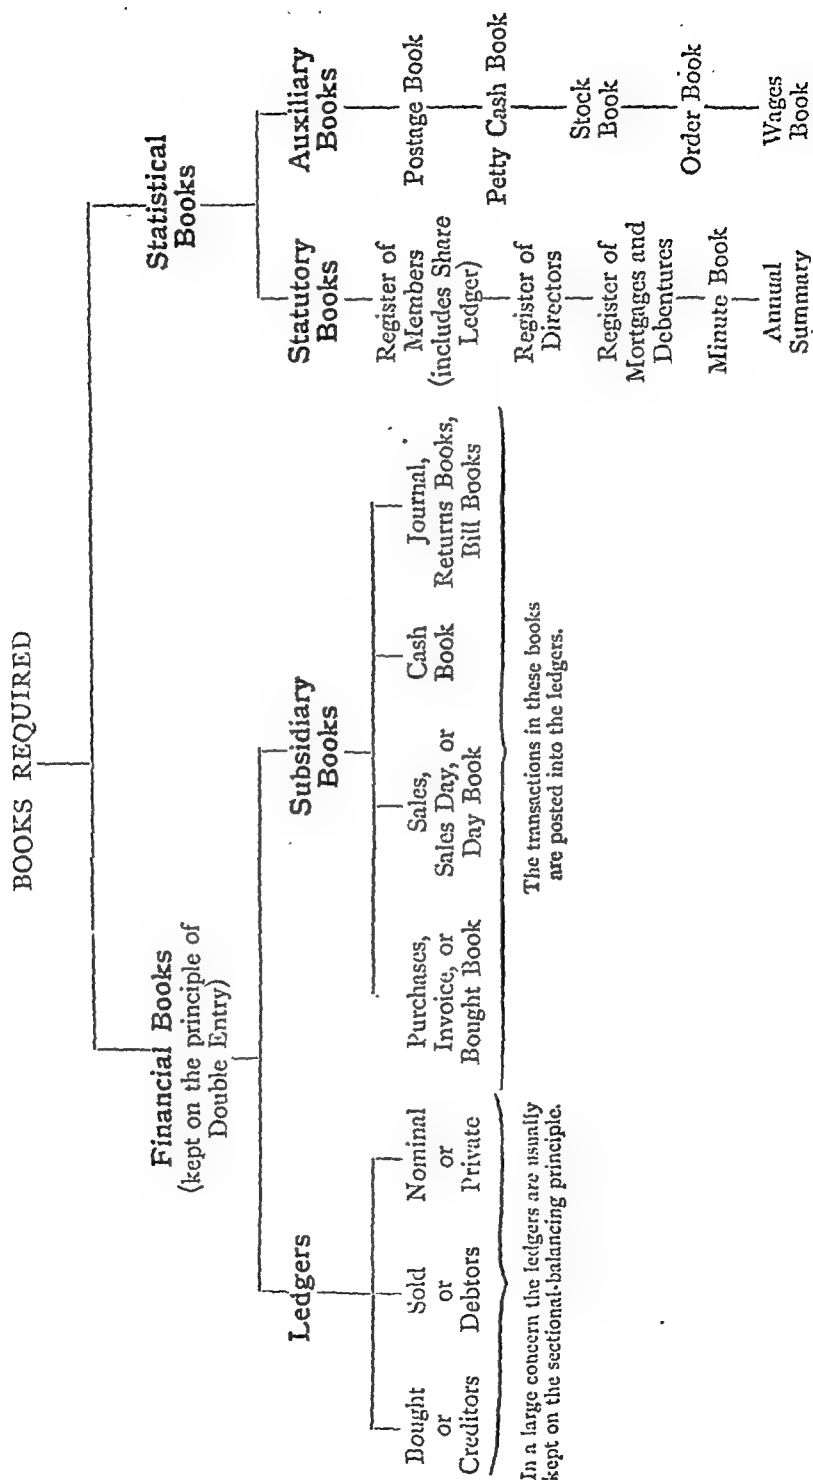 BOOKS REQUIRED
Financial Books
(kept on the principle of
Double Entry)
Statistical
Books
Ledgers
Subsidiary
Books
Statutory
Books
Auxiliary
Books
Bought
or
Creditors
Sold
or
Debtors
Nominal
or
Private
Purchases,
Invoice, or
Bought Book
Sales,
Sales Day, or
Day Book
Cash
Book
Journal,
Returns Books,
Bill Books
Register of
Members
(includes Share
Ledger)
Register of
Directors
Register of
Mortgages and
Debentures
Minute Book
Annual
Summary
Postage Book
Petty Cash Book
Stock
Book
Order Book
Wages
Book
In a large concern the ledgers are usually
kept on the sectional-balancing principle.
The transactions in these books
are posted into the ledgers.